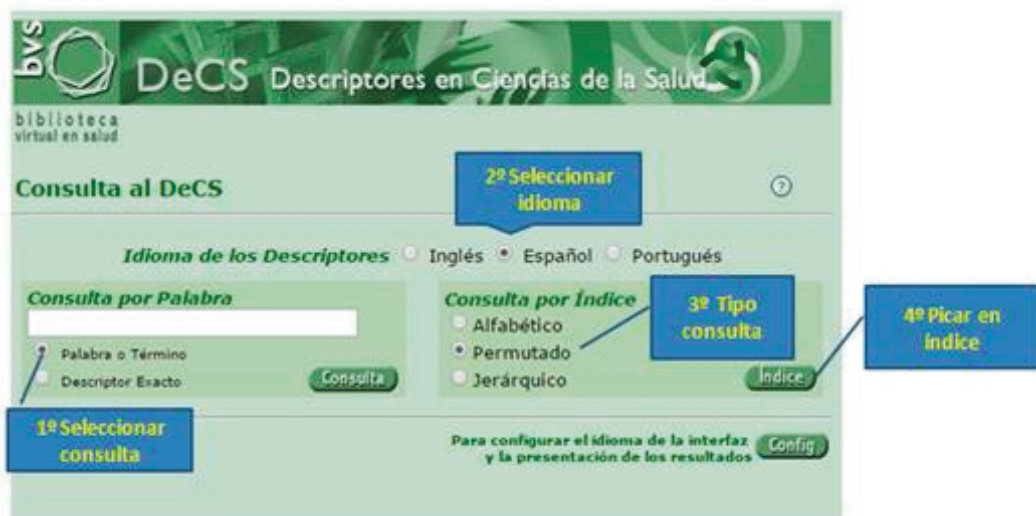 bvs
DeCS Descriptores en Ciencias de la Salud
biblioteca
virtual en salud
Consulta al DeCS
2º Seleccionar
idioma
?
Idioma de los Descriptores Inglés Español Portugués
Consulta por Palabra
Palabra o Término
Descriptor Exacto
Consulta
1º Seleccionar
consulta
Consulta por Índice
Alfabético
Permutado
Jerárquico
Índice
3º Tipo
consulta
4º Picar en
índice
Para configurar el idioma de la interfaz
y la presentación de los resultados
Config